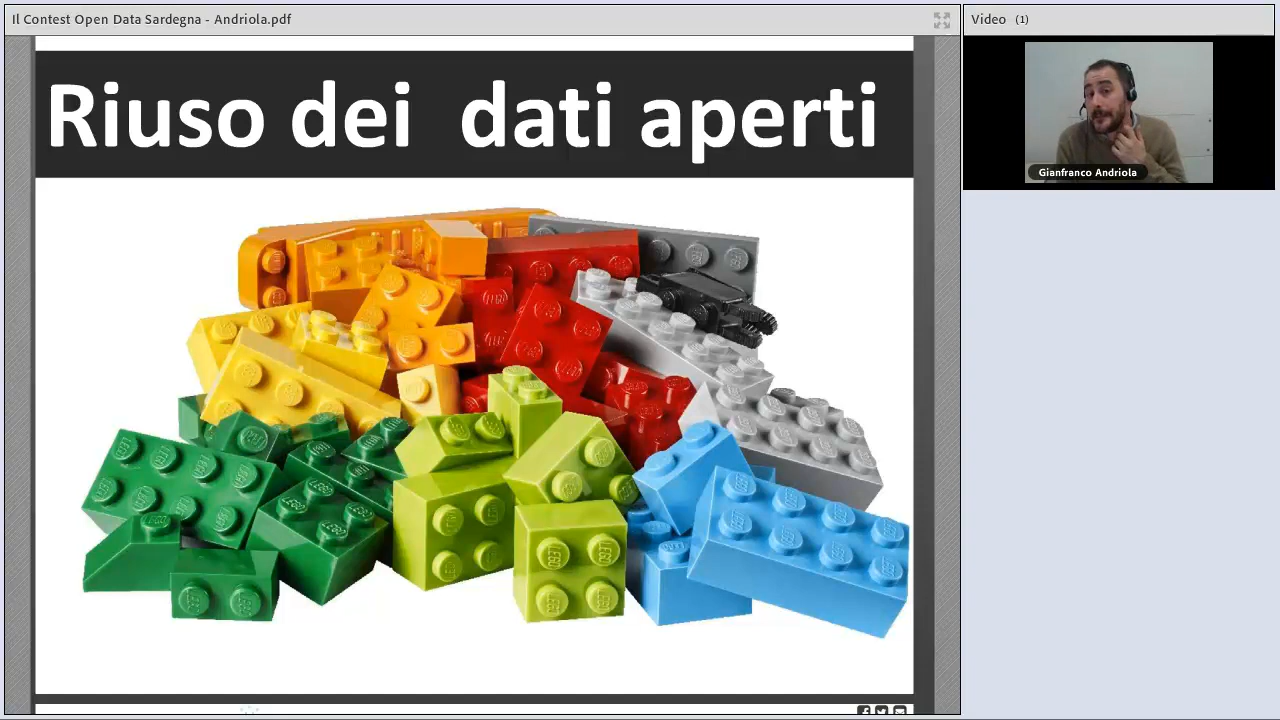 Il Contest Open Data Sardegna - Andriola.pdf
Video (1)
Riuso dei dati aperti
Gianfranco Andriola